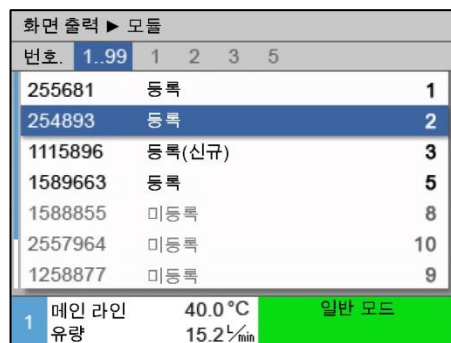 화면 출력 ▶ 모듈
번호. 1..99 1 2 3 5
255681 등록 1
254893 등록 2
1115896 등록(신규) 3
1589663 등록 5
1588855 미등록 8
2557964 미등록 10
1258877 미등록 9
1 메인 라인 40.0 °C 일반 모드
유량 15.2 L/min